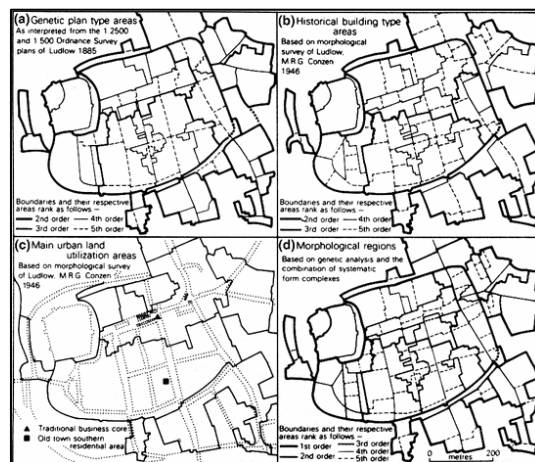 (a) Genetic plan type areas
As interpreted from the 1:2500
and 1:500 Ordnance Survey
plans of Ludlow 1885
Boundaries and their respective
areas rank as follows –
2nd order
4th order
3rd order
5th order
(b) Historical building type
areas
Based on morphological
survey of Ludlow,
M.R.G. Conzen
1946
Boundaries and their respective
areas rank as follows –
2nd order
4th order
3rd order
5th order
(c) Main urban land
utilization areas
Based on morphological survey
of Ludlow, M.R.G. Conzen
1946
Traditional business core
Old town southern
residential area
(d) Morphological regions
Based on genetic analysis and the
combination of systematic
form complexes
Boundaries and their respective
areas rank as follows –
1st order
2nd order
3rd order
4th order
5th order
0 metres 200